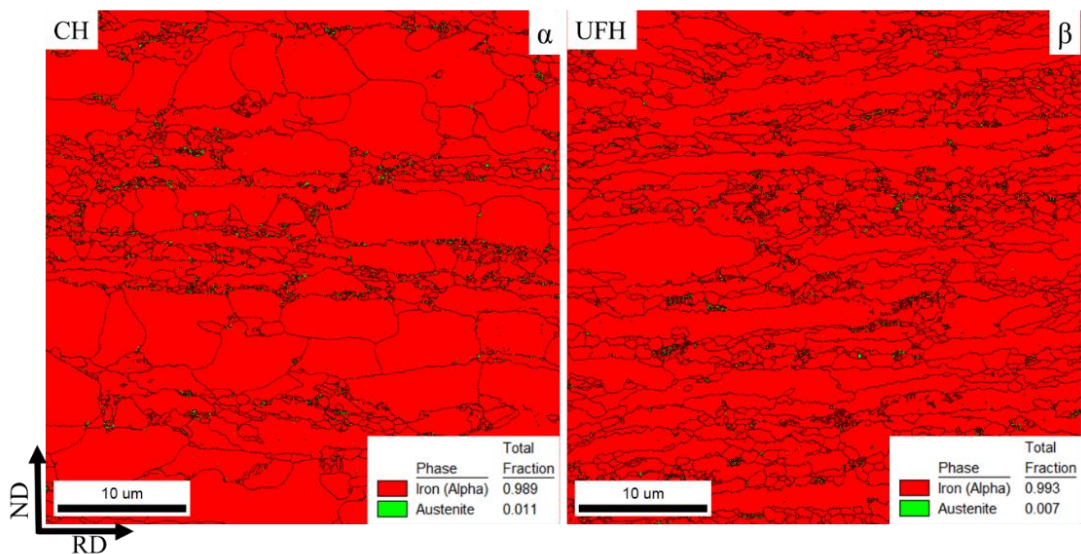 CH
α
UFH
β
Total
Phase Fraction
Iron (Alpha) 0.989
Austenite 0.011
10 um
Total
Phase Fraction
Iron (Alpha) 0.993
Austenite 0.007
10 um
ND
RD